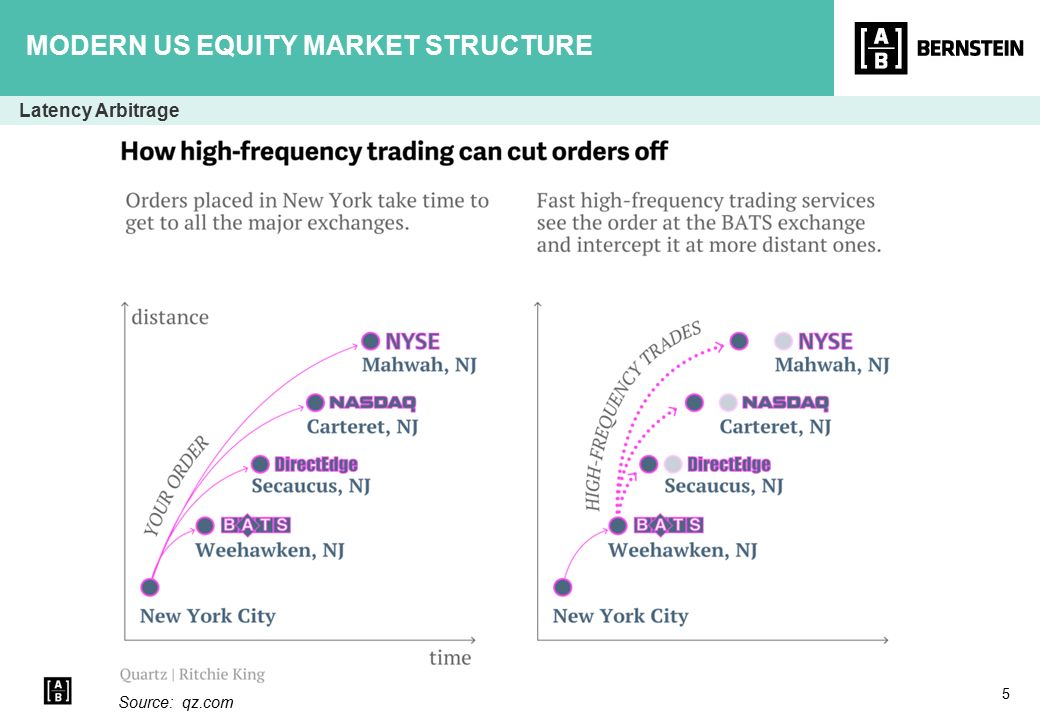 MODERN US EQUITY MARKET STRUCTURE
[A
B] BERNSTEIN
Latency Arbitrage
How high-frequency trading can cut orders off
Orders placed in New York take time to
get to all the major exchanges.
Fast high-frequency trading services
see the order at the BATS exchange
and intercept it at more distant ones.
distance
YOUR ORDER
NYSE
Mahwah, NJ
NASDAQ
Carteret, NJ
DirectEdge
Secaucus, NJ
BATS
Weehawken, NJ
New York City
time
HIGH-FREQUENCY TRADES
NYSE
Mahwah, NJ
NASDAQ
Carteret, NJ
DirectEdge
Secaucus, NJ
BATS
Weehawken, NJ
New York City
Quartz | Ritchie King
[A
B]
Source: qz.com
5